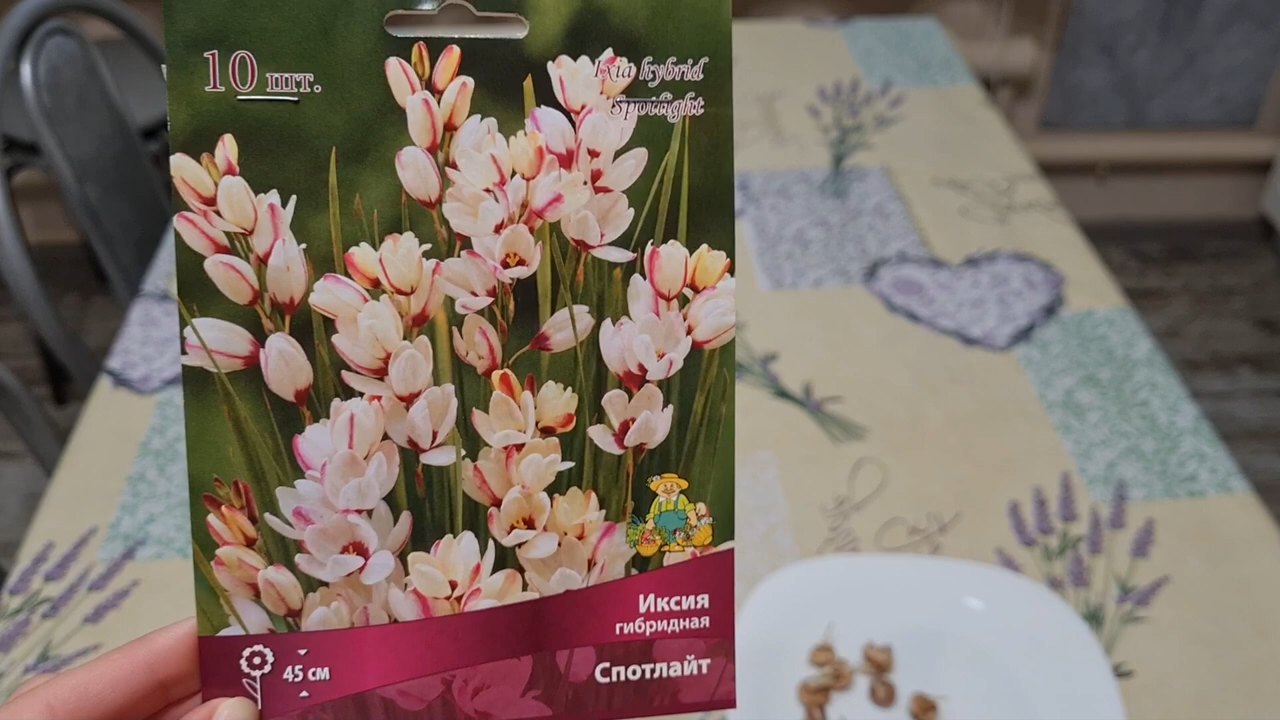 10 шт.
Ixia hybrid
Spotlight
Иксия
гибридная
45 см
Спотлайт